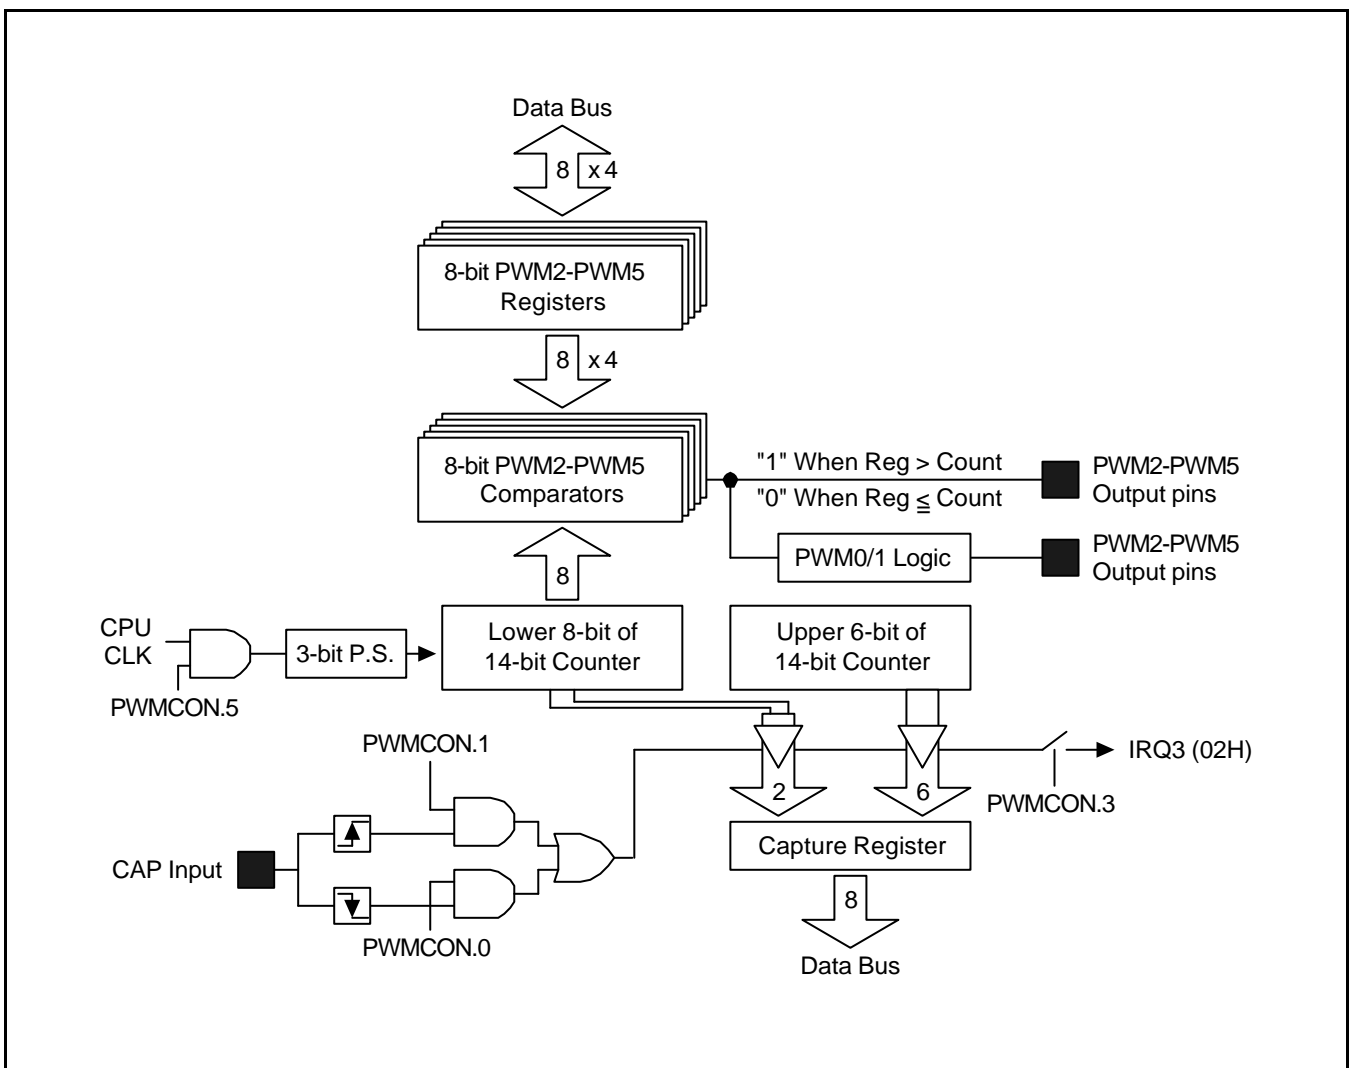 Data Bus
8 x 4
8-bit PWM2-PWM5
Registers
8 x 4
8-bit PWM2-PWM5
Comparators
"1" When Reg > Count
"0" When Reg ≦ Count
PWM2-PWM5
Output pins
PWM0/1 Logic
PWM2-PWM5
Output pins
8
CPU
CLK
PWMCON.5
3-bit P.S.
Lower 8-bit of
14-bit Counter
Upper 6-bit of
14-bit Counter
PWMCON.1
IRQ3 (02H)
PWMCON.3
2
6
Capture Register
CAP Input
PWMCON.0
8
Data Bus